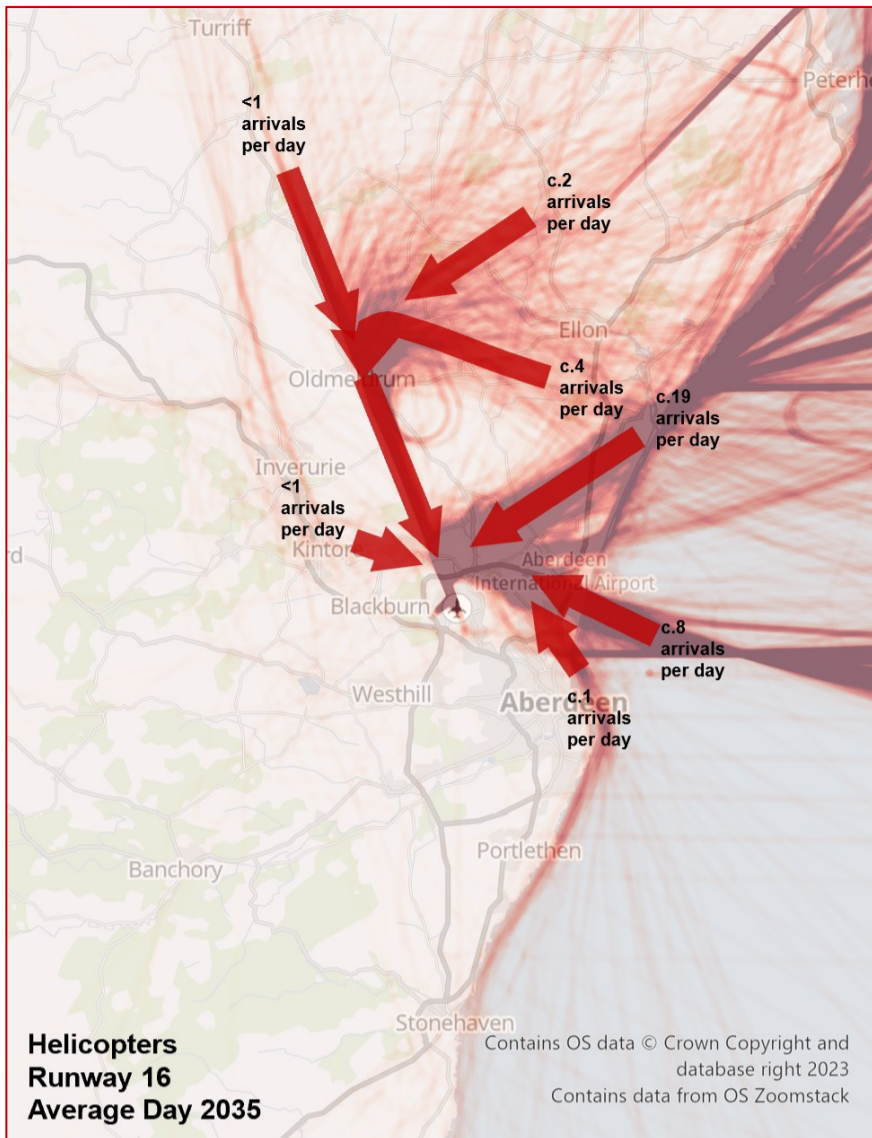 Turriff
Peterhe
<1
arrivals
per day
c.2
arrivals
per day
Ellon
Oldmeldrum
c.4
arrivals
per day
c.19
arrivals
per day
Inverurie
<1
arrivals
per day
Kintore
rd
Aberdeen
International Airport
Blackburn
c.8
arrivals
per day
Westhill
Aberdeen
c.1
arrivals
per day
Portlethen
Banchory
Stonehaven
Helicopters
Runway 16
Average Day 2035
Contains OS data © Crown Copyright and
database right 2023
Contains data from OS Zoomstack